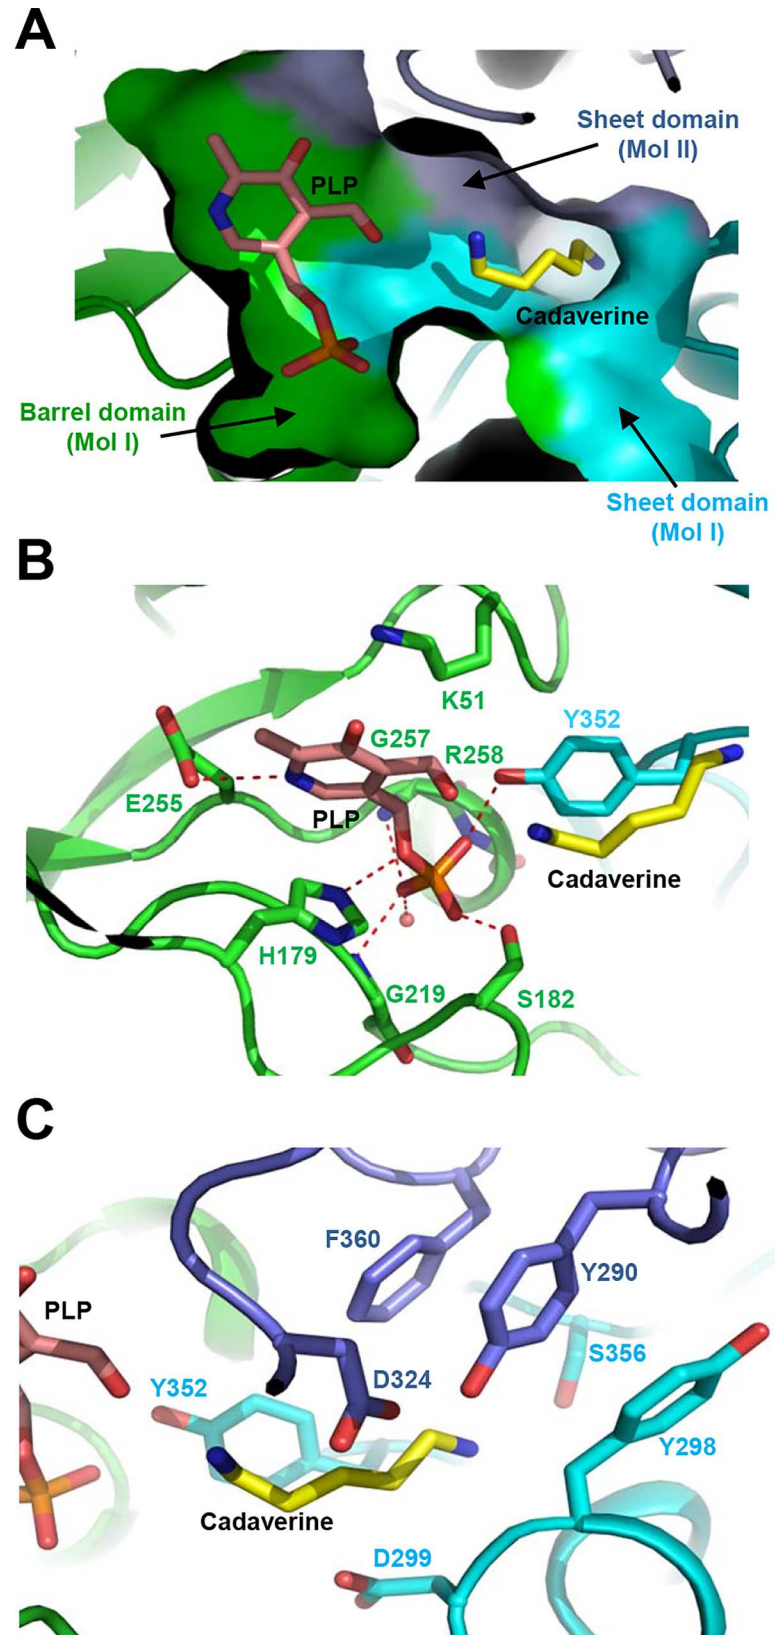 A
Sheet domain
(Mol II)
PLP
Cadaverine
Barrel domain
(Mol I)
Sheet domain
(Mol I)
B
K51
Y352
G257
R258
E255
PLP
Cadaverine
H179
G219
S182
C
F360
Y290
PLP
S356
D324
Y352
Y298
Cadaverine
D299